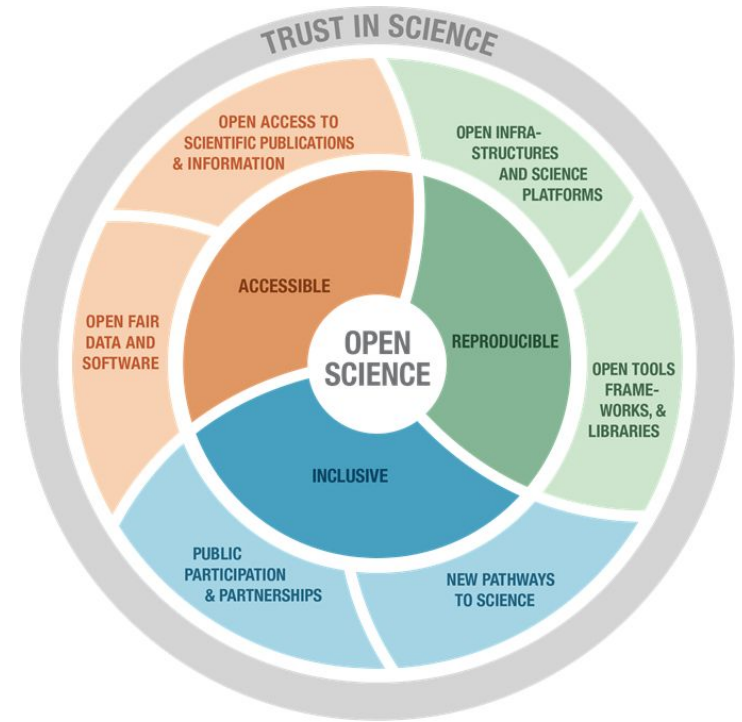 TRUST IN SCIENCE
OPEN ACCESS TO
SCIENTIFIC PUBLICATIONS
& INFORMATION
OPEN INFRA-
STRUCTURES
AND SCIENCE
PLATFORMS
ACCESSIBLE
OPEN FAIR
DATA AND
SOFTWARE
OPEN
SCIENCE
REPRODUCIBLE
OPEN TOOLS
FRAME-
WORKS, &
LIBRARIES
INCLUSIVE
PUBLIC
PARTICIPATION
& PARTNERSHIPS
NEW PATHWAYS
TO SCIENCE